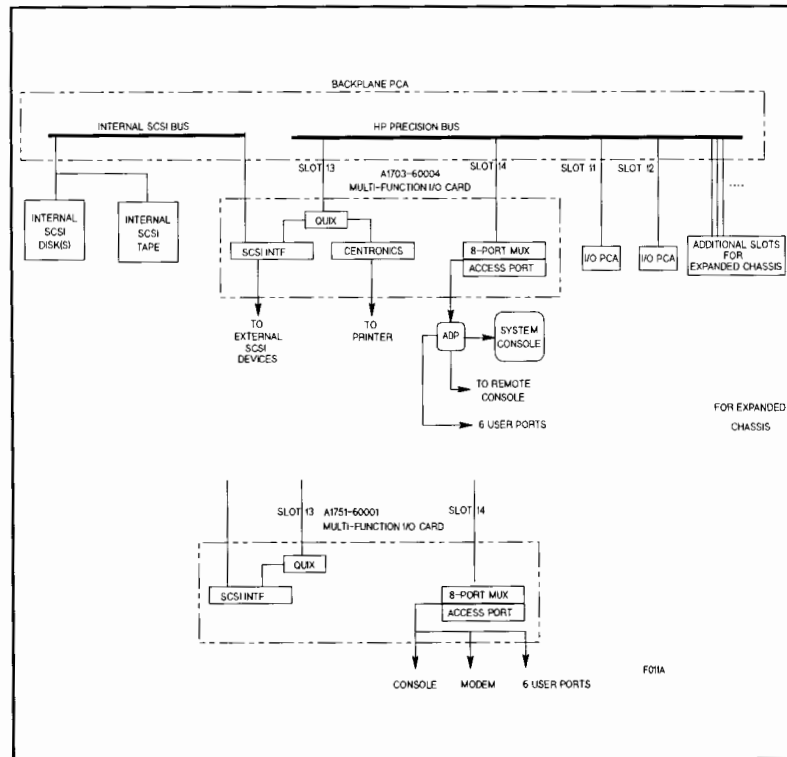 BACKPLANE PCA
INTERNAL SCSI BUS
HP PRECISION BUS
SLOT 13
SLOT 14
SLOT 11
SLOT 12
.....
A1703-60004
MULTI-FUNCTION I/O CARD
INTERNAL
SCSI
DISK(S)
INTERNAL
SCSI
TAPE
QUIX
SCSI INTF
CENTRONICS
8-PORT MUX
ACCESS PORT
I/O PCA
I/O PCA
ADDITIONAL SLOTS
FOR
EXPANDED CHASSIS
TO
EXTERNAL
SCSI
DEVICES
TO
PRINTER
ADP
SYSTEM
CONSOLE
TO REMOTE
CONSOLE
6 USER PORTS
FOR EXPANDED
CHASSIS
SLOT 13
A1751-60001
MULTI-FUNCTION I/O CARD
SLOT 14
QUIX
SCSI INTF
8-PORT MUX
ACCESS PORT
CONSOLE
MODEM
6 USER PORTS
F011A